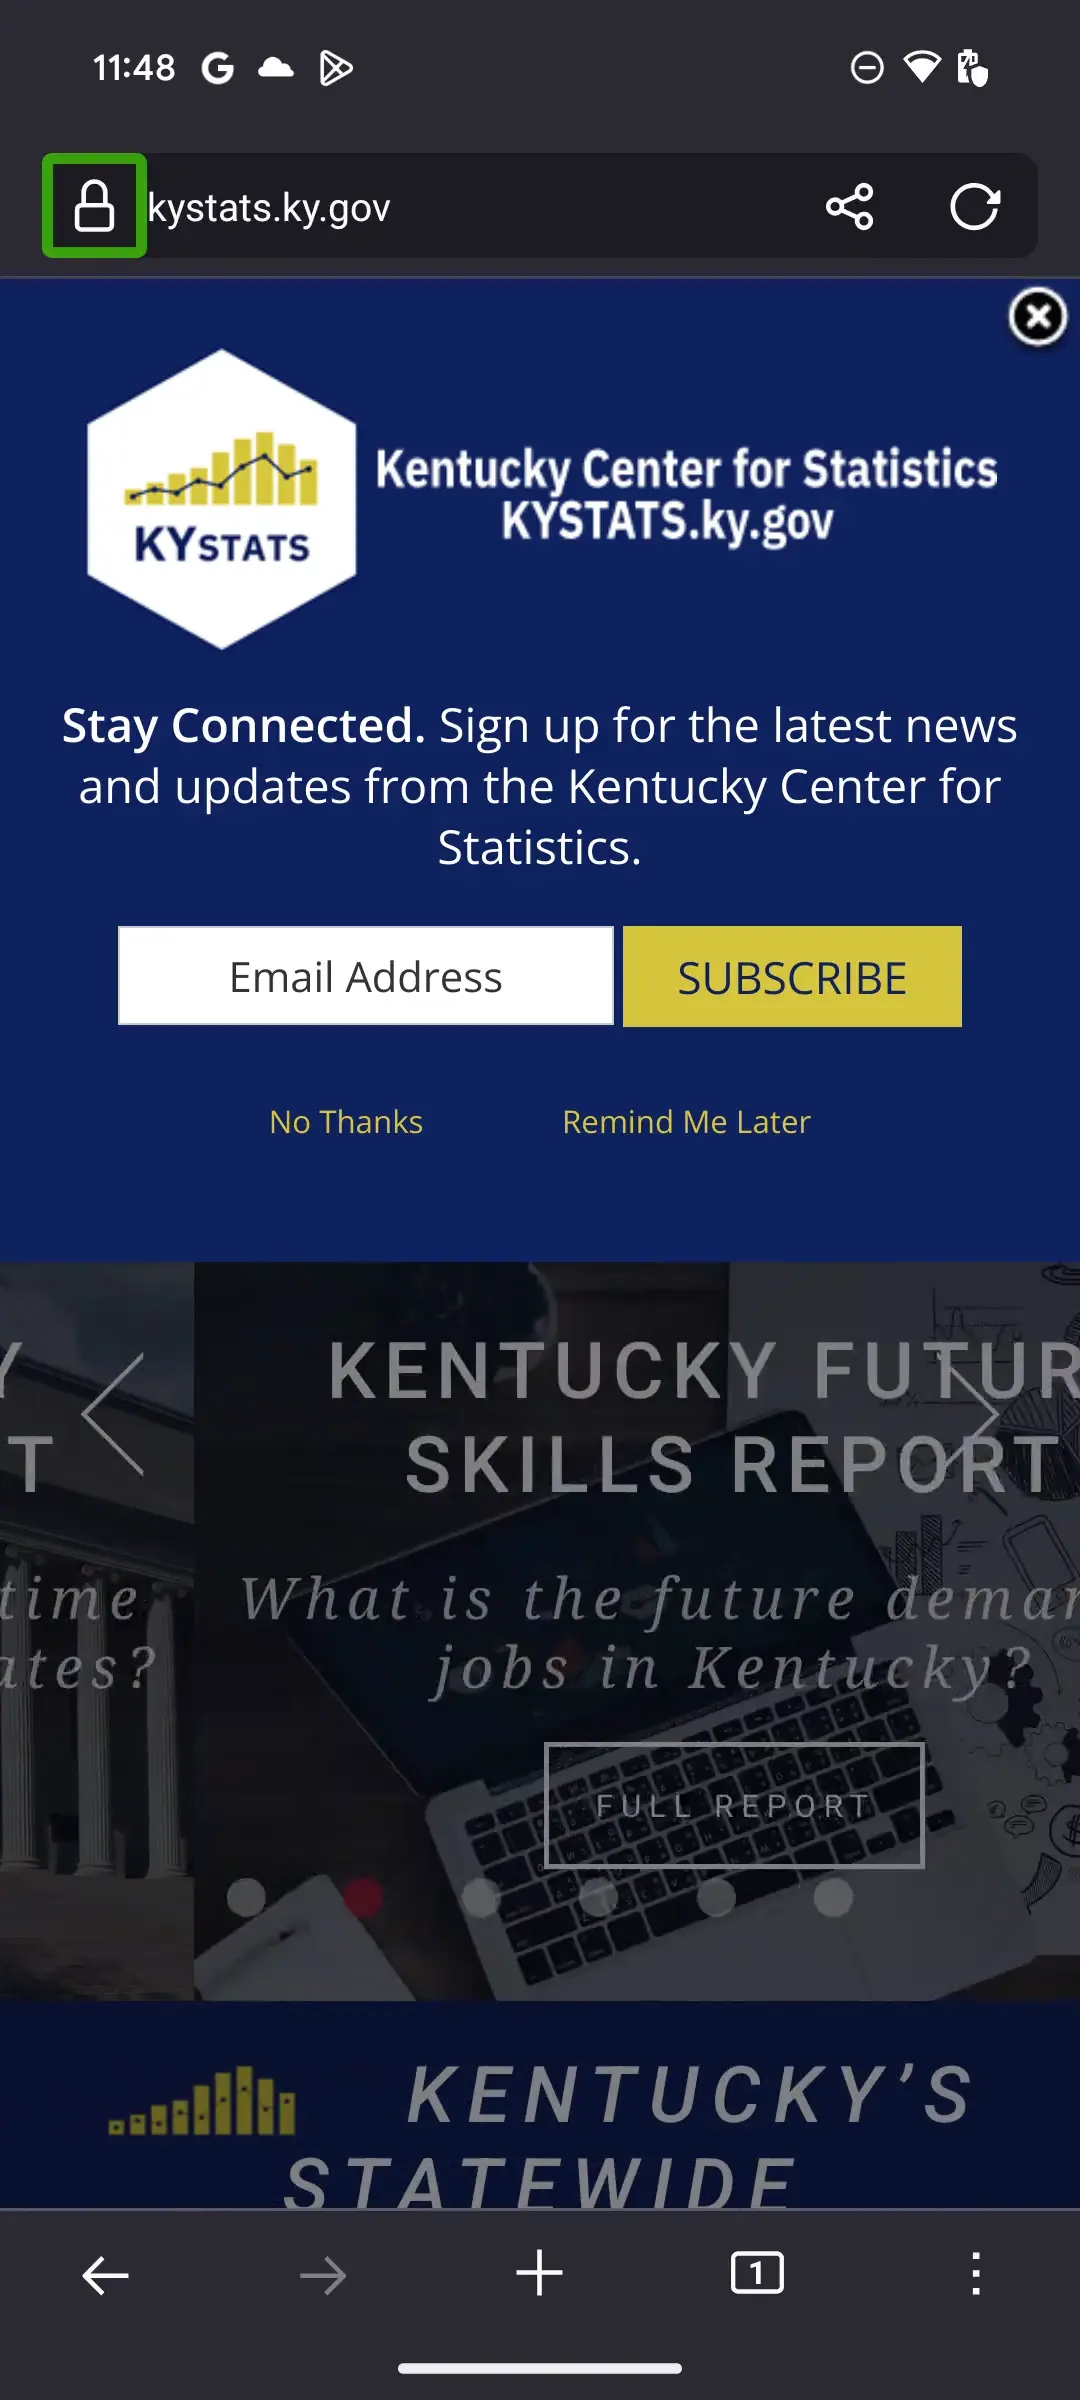 11:48
kystats.ky.gov
KYSTATS
Kentucky Center for Statistics
KYSTATS.ky.gov
Stay Connected. Sign up for the latest news
and updates from the Kentucky Center for
Statistics.
Email Address
SUBSCRIBE
No Thanks
Remind Me Later
Y
T
time
ates?
KENTUCKY FUTUR
SKILLS REPORT
What is the future deman
jobs in Kentucky?
FULL REPORT
KENTUCKY’S
STATEWIDE
1